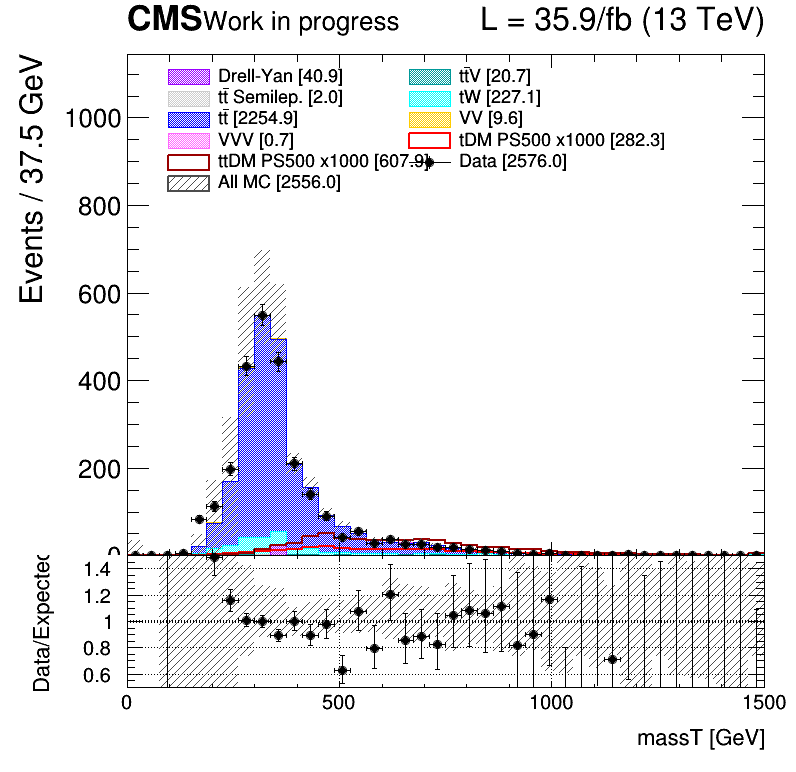 CMS Work in progress L = 35.9/fb (13 TeV)
Events / 37.5 GeV
Drell-Yan [40.9] tt̄V [20.7]
tt̄ Semilep. [2.0] tW [227.1]
tt̄ [2254.9] VV [9.6]
VVV [0.7] tDM PS500 x1000 [282.3]
ttDM PS500 x1000 [607.9] Data [2576.0]
All MC [2556.0]
1000
800
600
400
200
0
Data/Expected
1.4
1.2
1
0.8
0.6
0 500 1000 1500
massT [GeV]